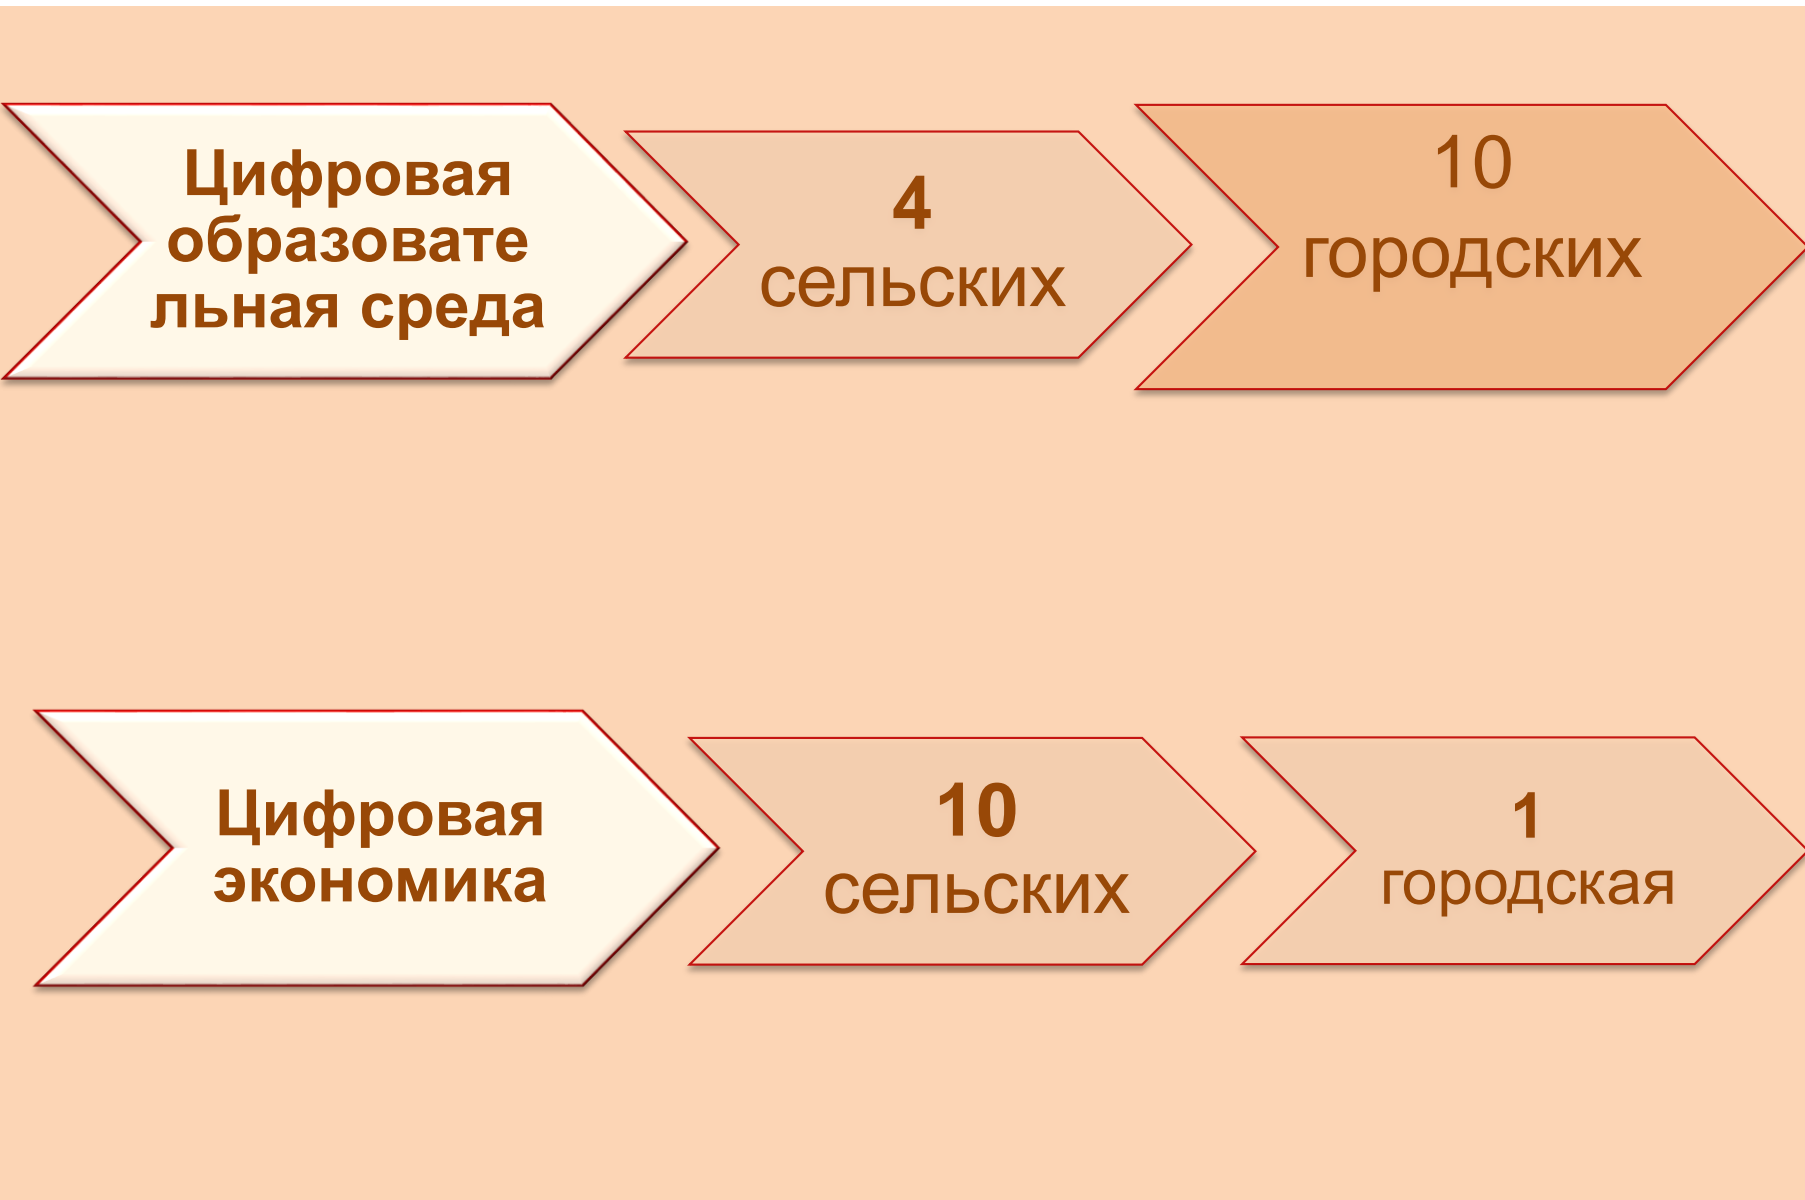 Цифровая
образовате
льная среда
4
сельских
10
городских
Цифровая
экономика
10
сельских
1
городская